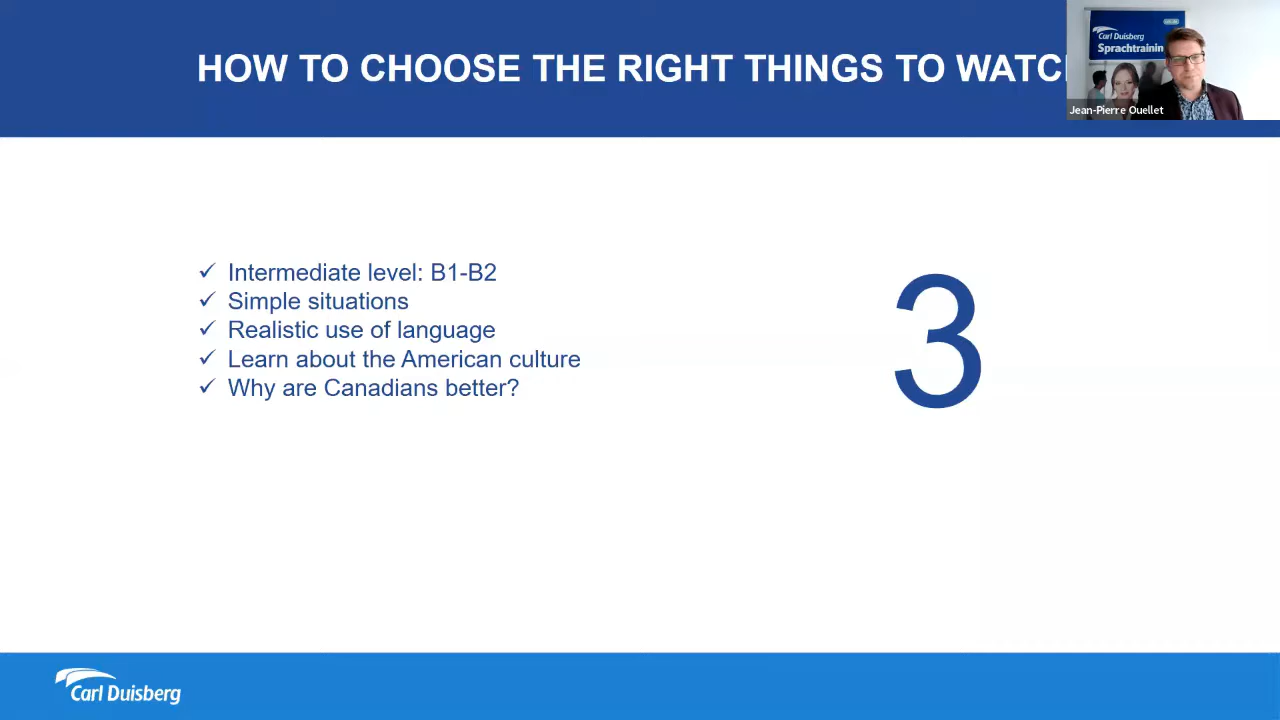 HOW TO CHOOSE THE RIGHT THINGS TO WATC
Carl Duisberg
Sprachtrainin
Jean-Pierre Ouellet
✓ Intermediate level: B1-B2
✓ Simple situations
✓ Realistic use of language
✓ Learn about the American culture
✓ Why are Canadians better?
3
Carl Duisberg